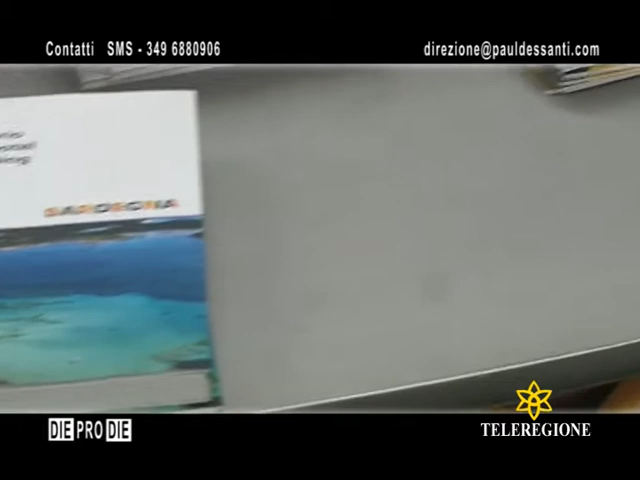 Contatti SMS - 349 6880906
direzione@pauldessanti.com
SARDEGNA
DIE PRO DIE
TELEREGIONE